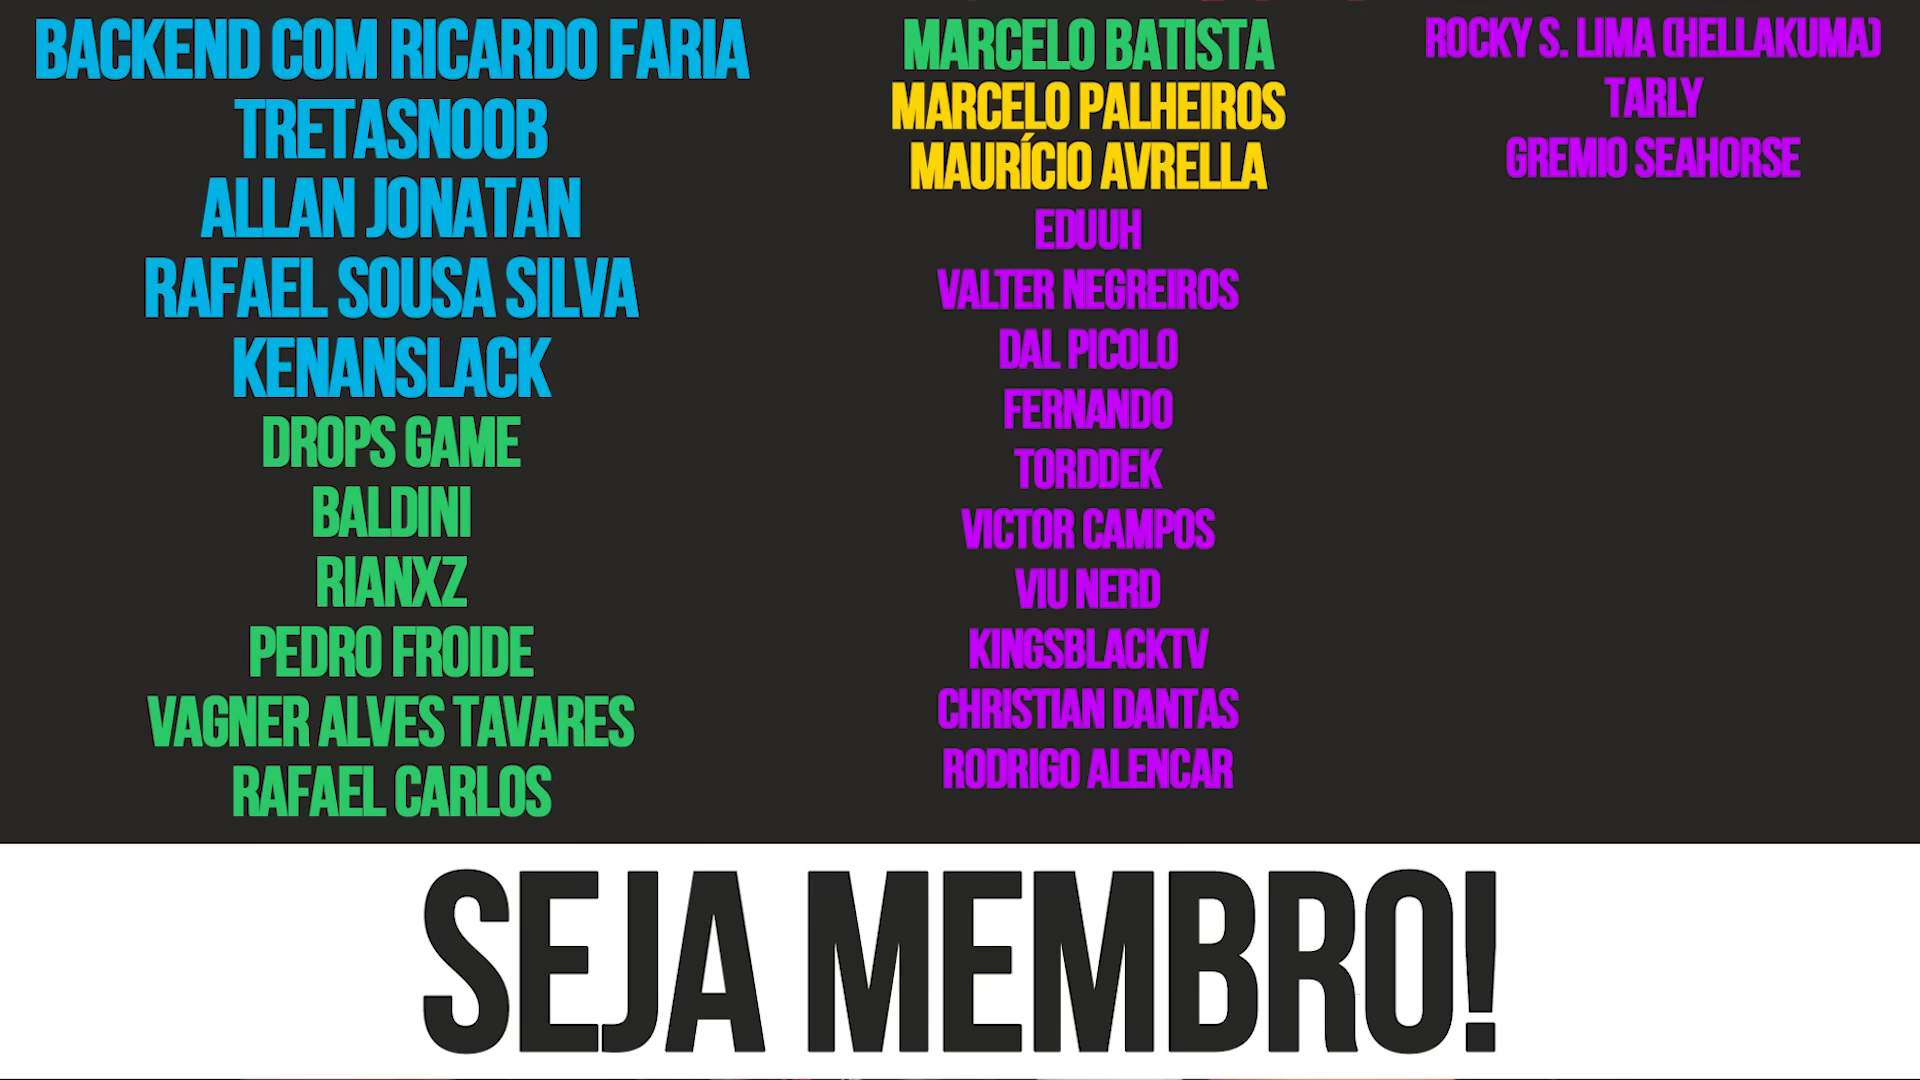 BACKEND COM RICARDO FARIA
TRETASNOOB
ALLAN JONATAN
RAFAEL SOUSA SILVA
KENANSLACK
DROPS GAME
BALDINI
RIANXZ
PEDRO FROIDE
VAGNER ALVES TAVARES
RAFAEL CARLOS
MARCELO BATISTA
MARCELO PALHEIROS
MAURÍCIO AVRELLA
EDUUH
VALTER NEGREIROS
DAL PICOLO
FERNANDO
TORDDEK
VICTOR CAMPOS
VIU NERD
KINGSBLACKTV
CHRISTIAN DANTAS
RODRIGO ALENCAR
ROCKY S. LIMA (HELLAKUMA)
TARLY
GREMIO SEAHORSE
SEJA MEMBRO!